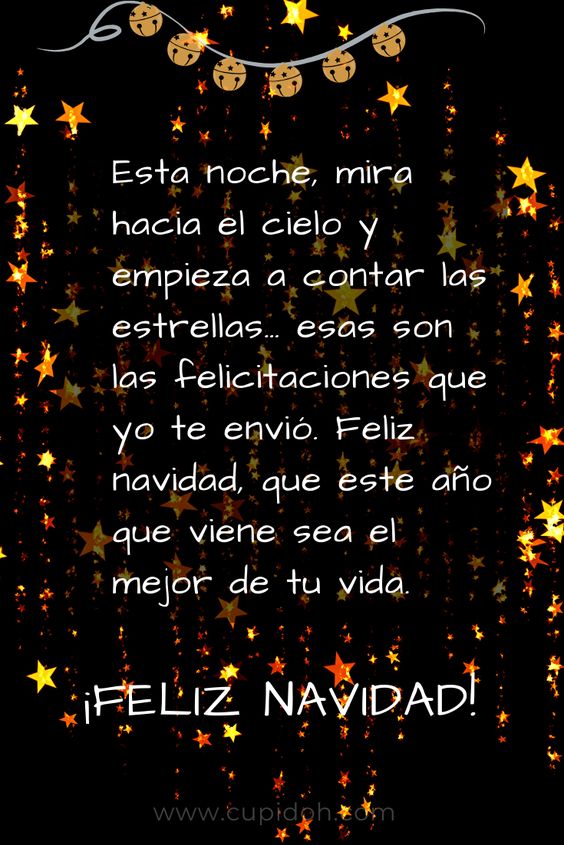 Esta noche, mira
hacia el cielo y
empieza a contar las
estrellas... esas son
las felicitaciones que
yo te envió. Feliz
navidad, que este año
que viene sea el
mejor de tu vida.
¡FELIZ NAVIDAD!
www.cupidoh.com